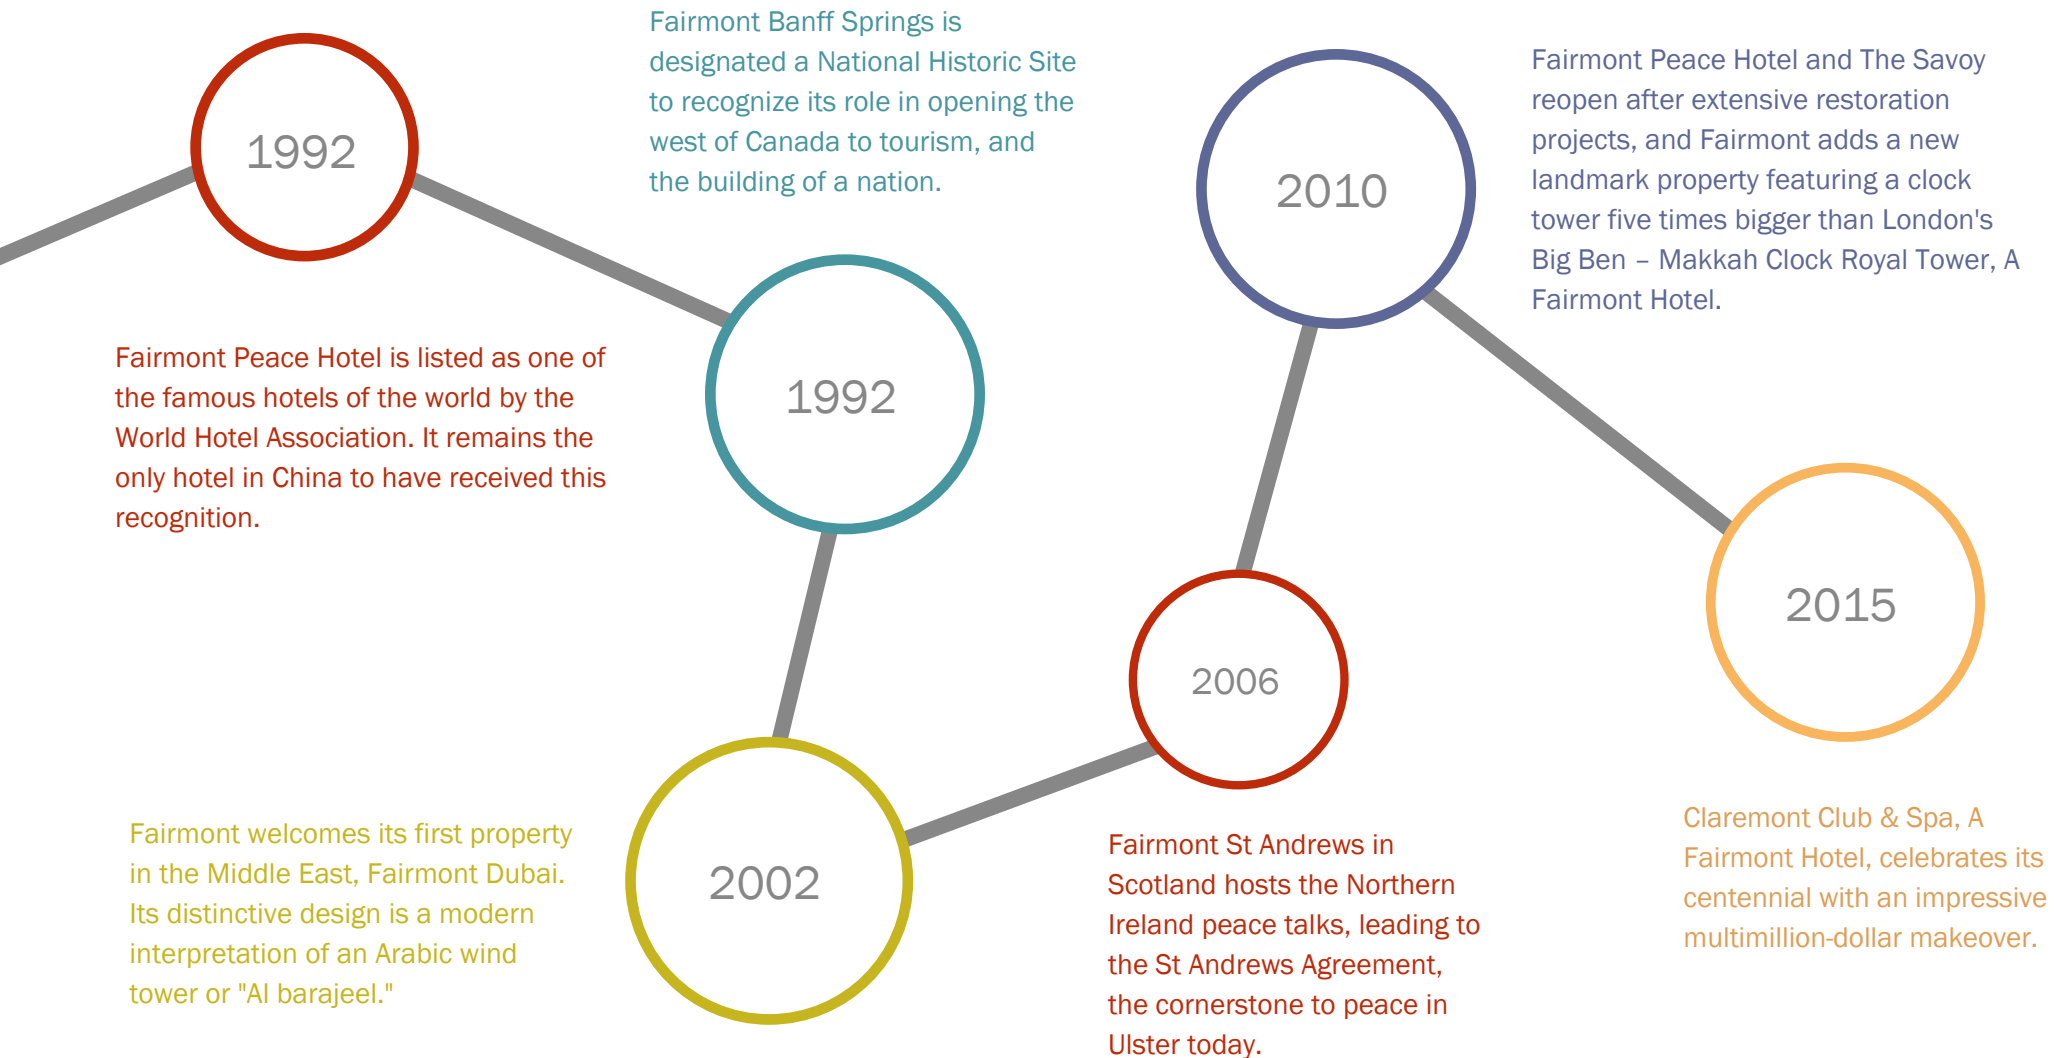 1992
Fairmont Peace Hotel is listed as one of
the famous hotels of the world by the
World Hotel Association. It remains the
only hotel in China to have received this
recognition.
Fairmont Banff Springs is
designated a National Historic Site
to recognize its role in opening the
west of Canada to tourism, and
the building of a nation.
1992
Fairmont welcomes its first property
in the Middle East, Fairmont Dubai.
Its distinctive design is a modern
interpretation of an Arabic wind
tower or "Al barajeel."
2002
2006
Fairmont St Andrews in
Scotland hosts the Northern
Ireland peace talks, leading to
the St Andrews Agreement,
the cornerstone to peace in
Ulster today.
2010
Fairmont Peace Hotel and The Savoy
reopen after extensive restoration
projects, and Fairmont adds a new
landmark property featuring a clock
tower five times bigger than London's
Big Ben – Makkah Clock Royal Tower, A
Fairmont Hotel.
2015
Claremont Club & Spa, A
Fairmont Hotel, celebrates its
centennial with an impressive
multimillion-dollar makeover.